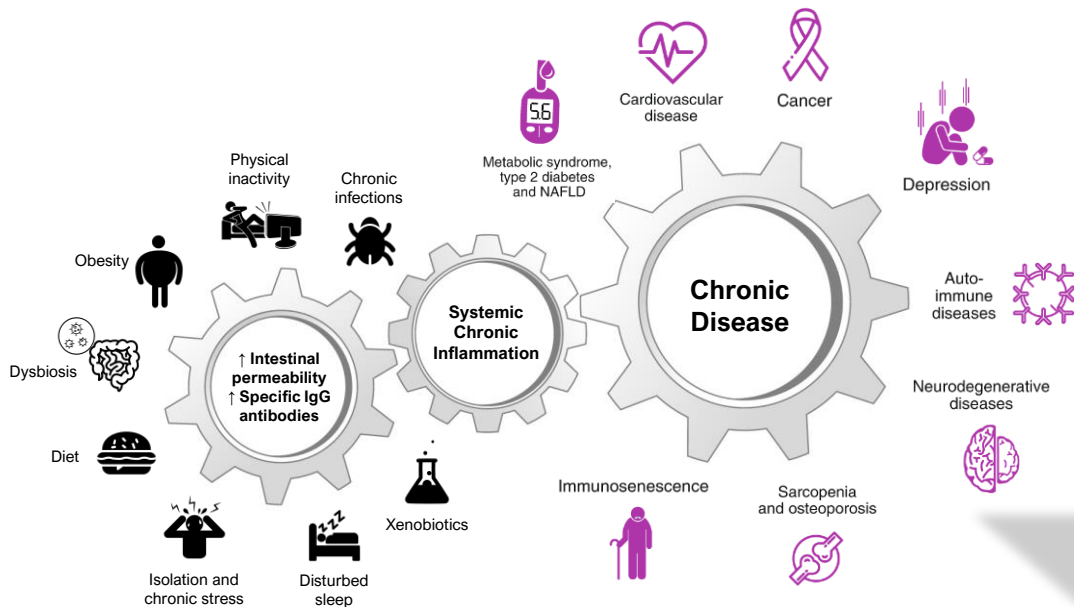 Cardiovascular
disease
Cancer
5.6
Metabolic syndrome,
type 2 diabetes
and NAFLD
Depression
Physical
inactivity
Chronic
infections
Obesity
Dysbiosis
Diet
Isolation and
chronic stress
ZZZ
Disturbed
sleep
Xenobiotics
↑ Intestinal
permeability
↑ Specific IgG
antibodies
Systemic
Chronic
Inflammation
Chronic
Disease
Auto-
immune
diseases
Neurodegenerative
diseases
Immunosenescence
Sarcopenia
and osteoporosis